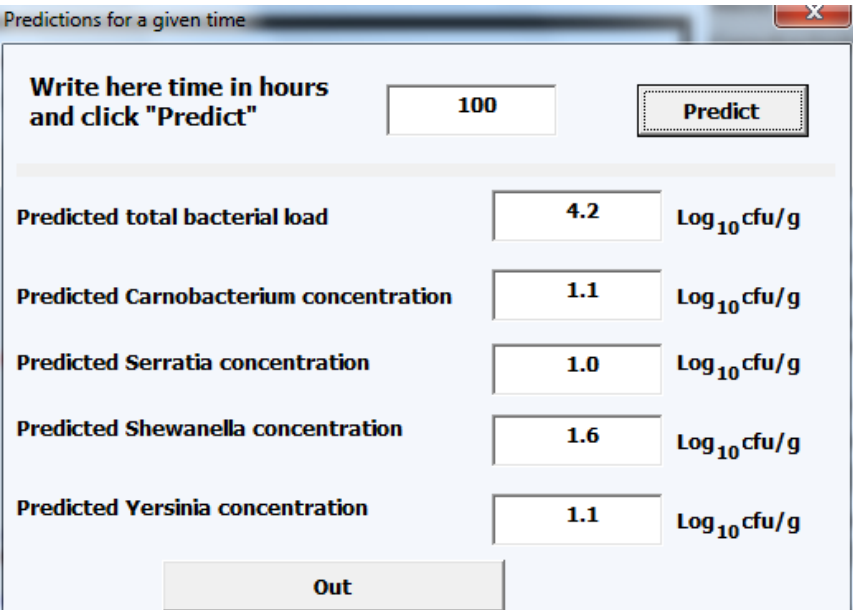 Predictions for a given time
X
Write here time in hours
and click "Predict"
100
Predict
Predicted total bacterial load
4.2
Log10cfu/g
Predicted Carnobacterium concentration
1.1
Log10cfu/g
Predicted Serratia concentration
1.0
Log10cfu/g
Predicted Shewanella concentration
1.6
Log10cfu/g
Predicted Yersinia concentration
1.1
Log10cfu/g
Out